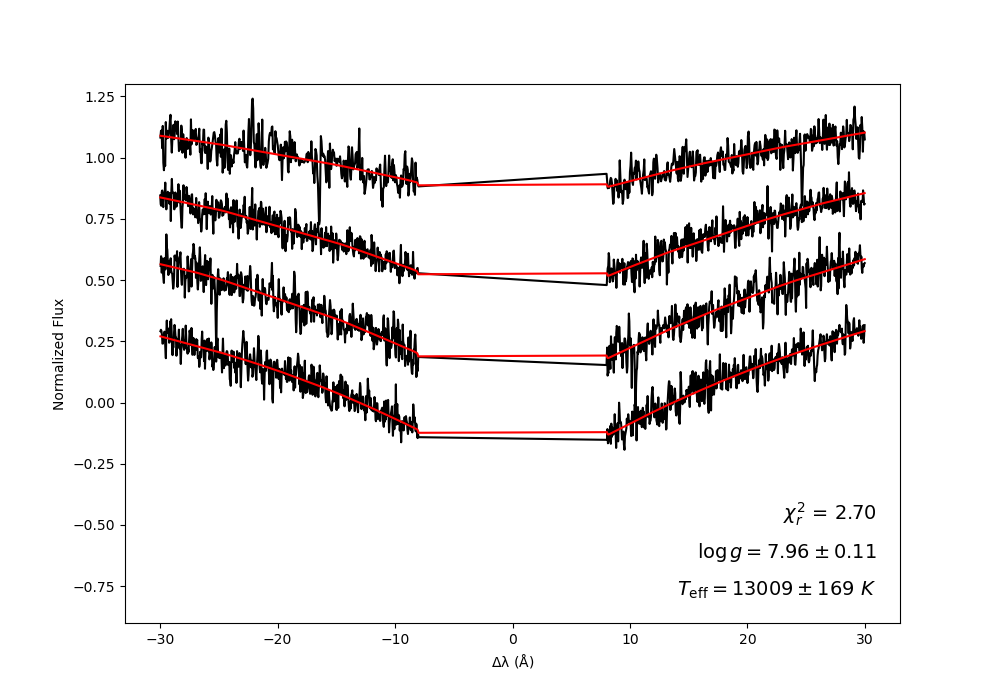 1.25
1.00
0.75
0.50
0.25
0.00
−0.25
−0.50
−0.75
Normalized Flux
χ²ᵣ = 2.70
log g = 7.96 ± 0.11
T_eff = 13009 ± 169 K
−30 −20 −10 0 10 20 30
Δλ (Å)